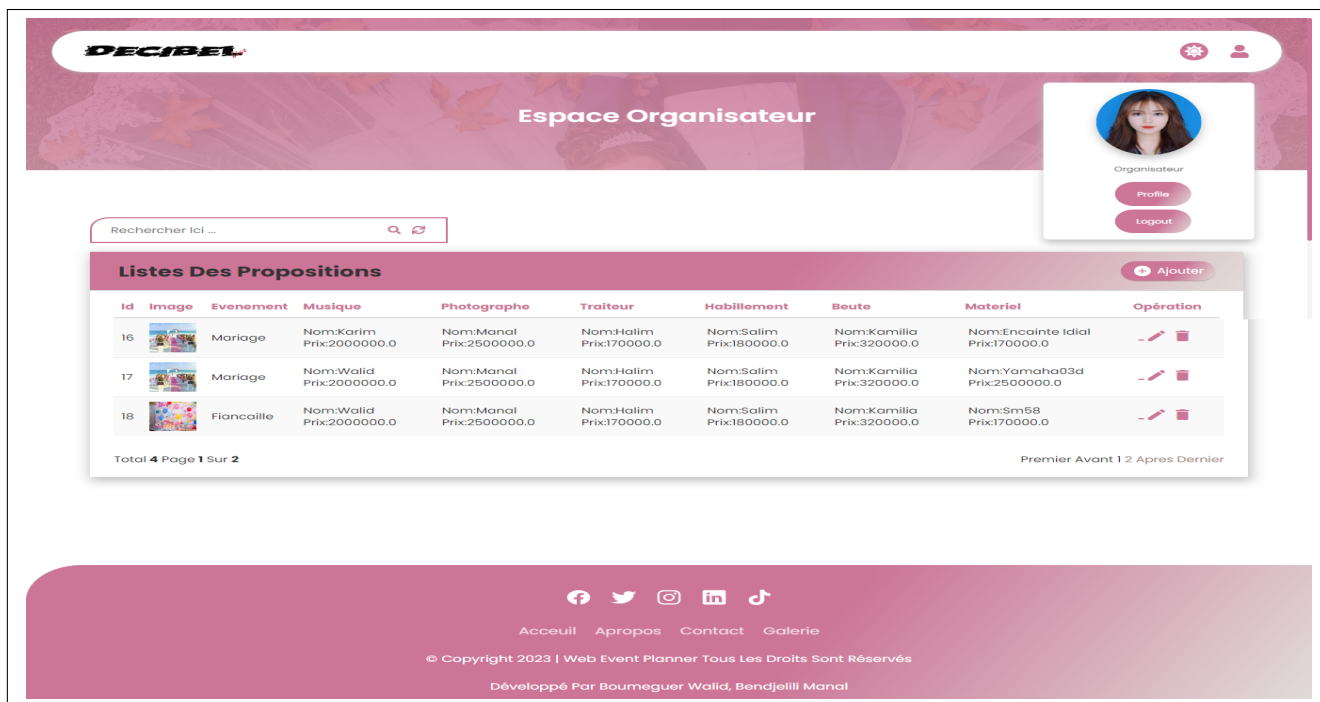 DECIBEL
Espace Organisateur
Organisateur
Profile
Logout
Rechercher Ici ...
Listes Des Propositions
Ajouter
Id Image Evenement Musique Photographe Traiteur Habillement Beute Materiel Opération
16 Mariage Nom:Karim Nom:Manal Nom:Halim Nom:Salim Nom:Kamilia Nom:Encainte Idial
Prix:2000000.0 Prix:2500000.0 Prix:170000.0 Prix:180000.0 Prix:320000.0 Prix:170000.0
17 Mariage Nom:Walid Nom:Manal Nom:Halim Nom:Salim Nom:Kamilia Nom:Yamaha03d
Prix:2000000.0 Prix:2500000.0 Prix:170000.0 Prix:180000.0 Prix:320000.0 Prix:2500000.0
18 Fiancaille Nom:Walid Nom:Manal Nom:Halim Nom:Salim Nom:Kamilia Nom:Sm58
Prix:2000000.0 Prix:2500000.0 Prix:170000.0 Prix:180000.0 Prix:320000.0 Prix:170000.0
Total 4 Page 1 Sur 2 Premier Avant 1 2 Apres Dernier
Acceuil Apropos Contact Galerie
© Copyright 2023 | Web Event Planner Tous Les Droits Sont Réservés
Développé Par Boumeguer Walid, Bendjelili Manal